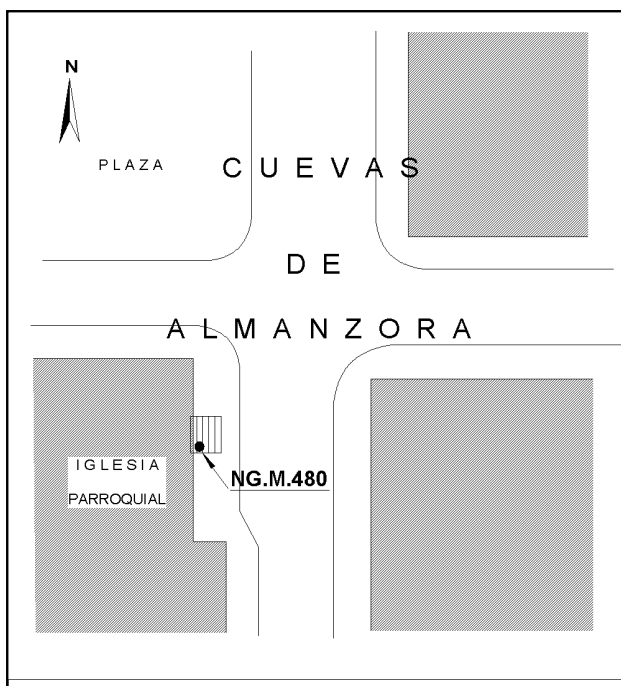 N
PLAZA
CUEVAS
DE
ALMANZORA
IGLESIA
PARROQUIAL
NG.M.480